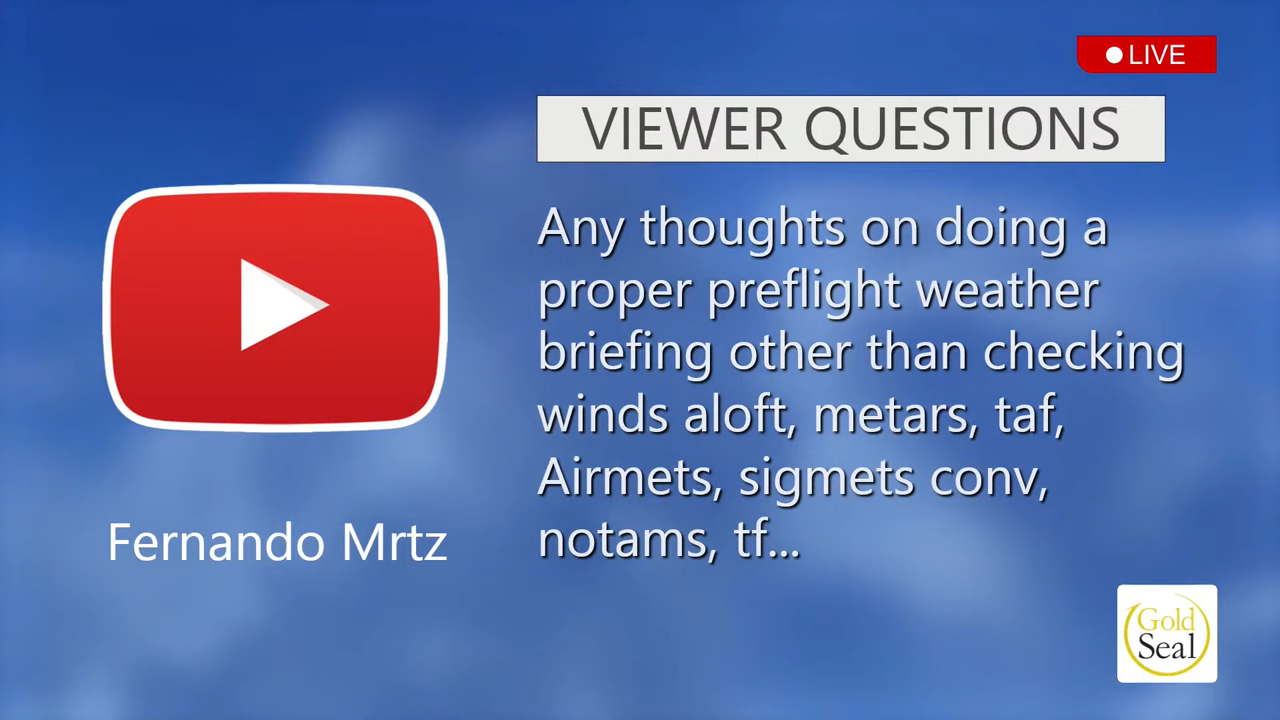 LIVE
VIEWER QUESTIONS
Any thoughts on doing a
proper preflight weather
briefing other than checking
winds aloft, metars, taf,
Airmets, sigmets conv,
notams, tf...
Fernando Mrtz
Gold
Seal